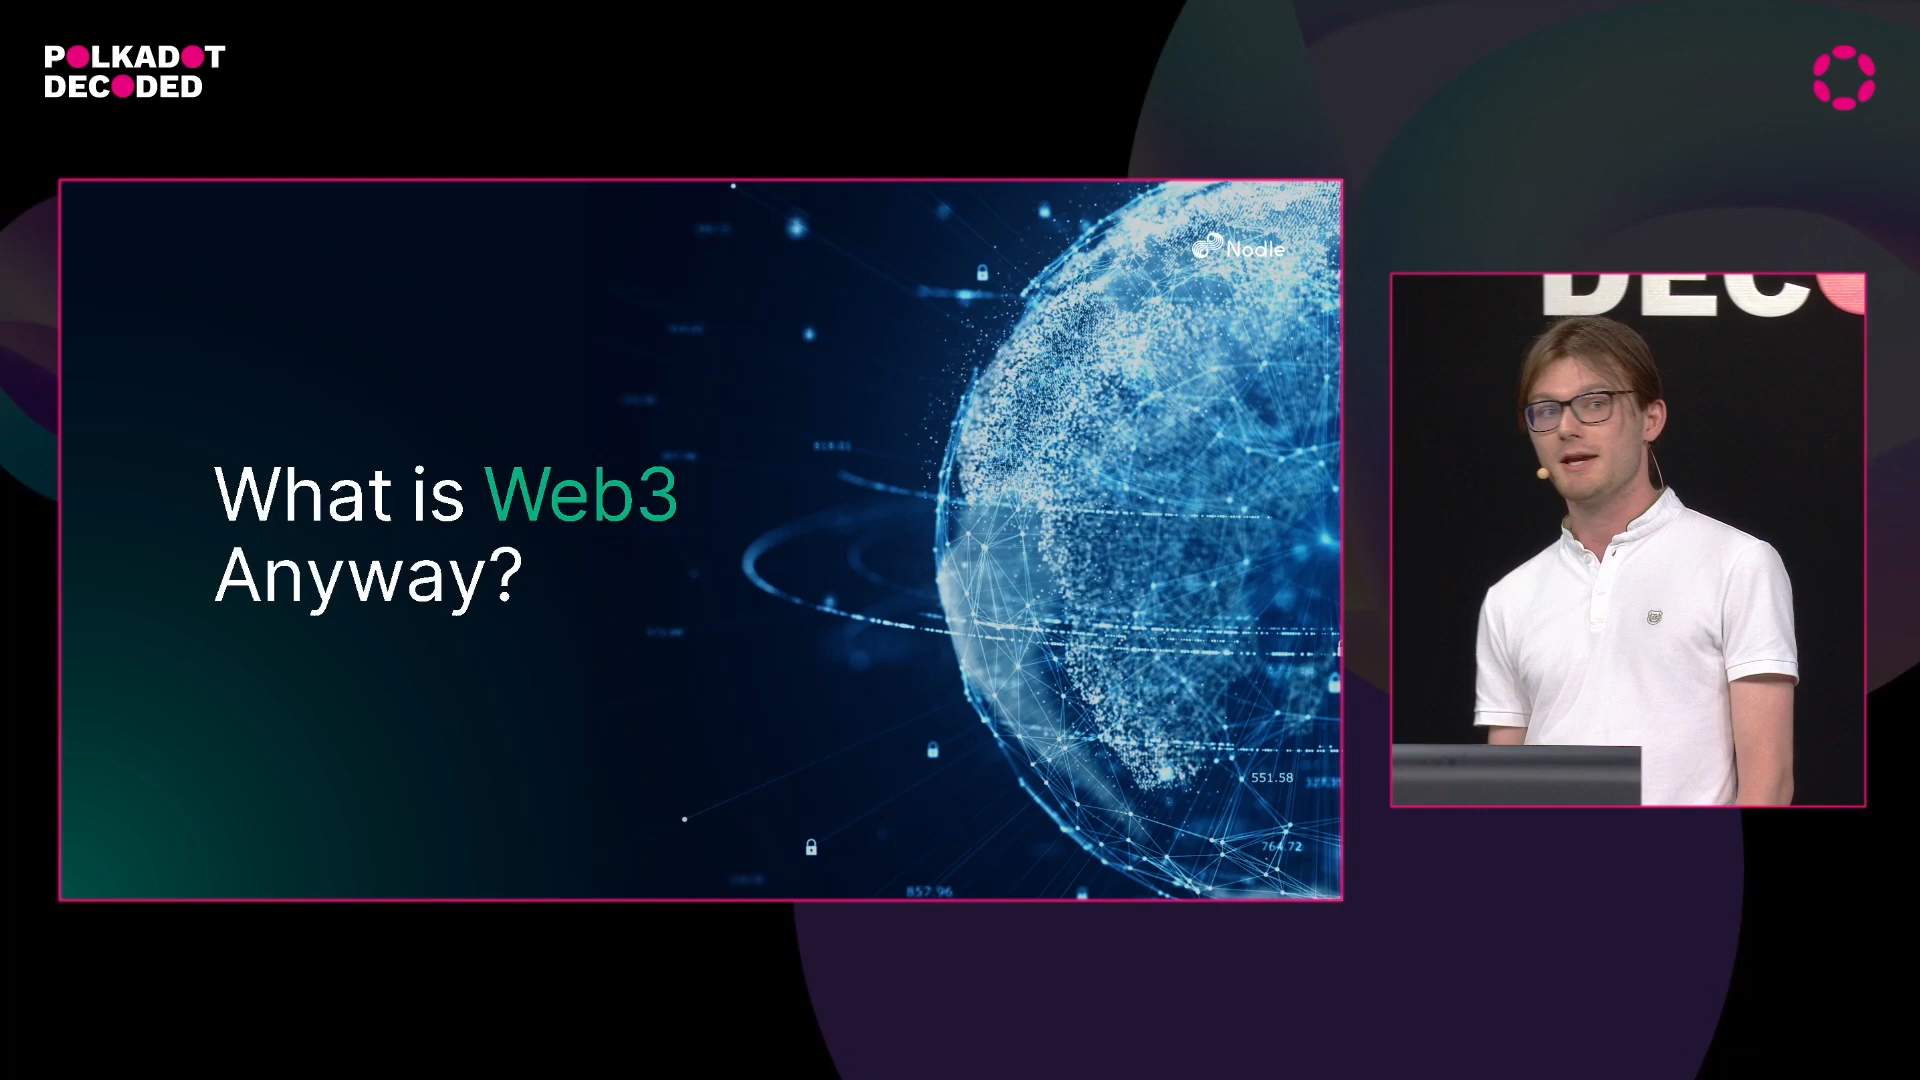 POLKADOT
DECODED
Nodle
What is Web3
Anyway?
551.58
764.72
857.96
DEC